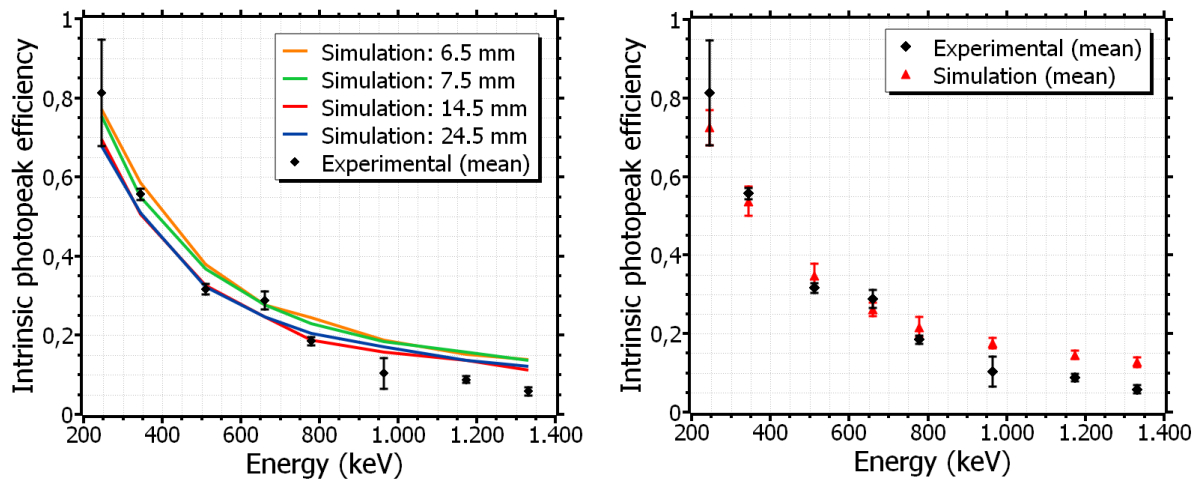 Intrinsic photopeak efficiency
1
0,8
0,6
0,4
0,2
0
Simulation: 6.5 mm
Simulation: 7.5 mm
Simulation: 14.5 mm
Simulation: 24.5 mm
Experimental (mean)
200 400 600 800 1.000 1.200 1.400
Energy (keV)
Intrinsic photopeak efficiency
1
0,8
0,6
0,4
0,2
0
Experimental (mean)
Simulation (mean)
200 400 600 800 1.000 1.200 1.400
Energy (keV)